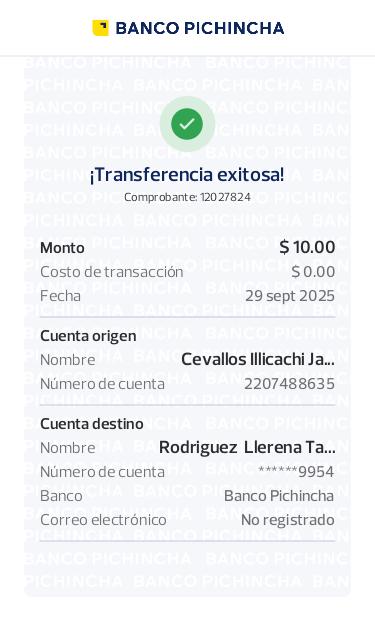 BANCO PICHINCHA
¡Transferencia exitosa!
Comprobante: 12027824
Monto $ 10.00
Costo de transacción $ 0.00
Fecha 29 sept 2025
Cuenta origen
Nombre Cevallos Illicachi Ja...
Número de cuenta 2207488635
Cuenta destino
Nombre Rodriguez Llerena Ta...
Número de cuenta ******9954
Banco Banco Pichincha
Correo electrónico No registrado